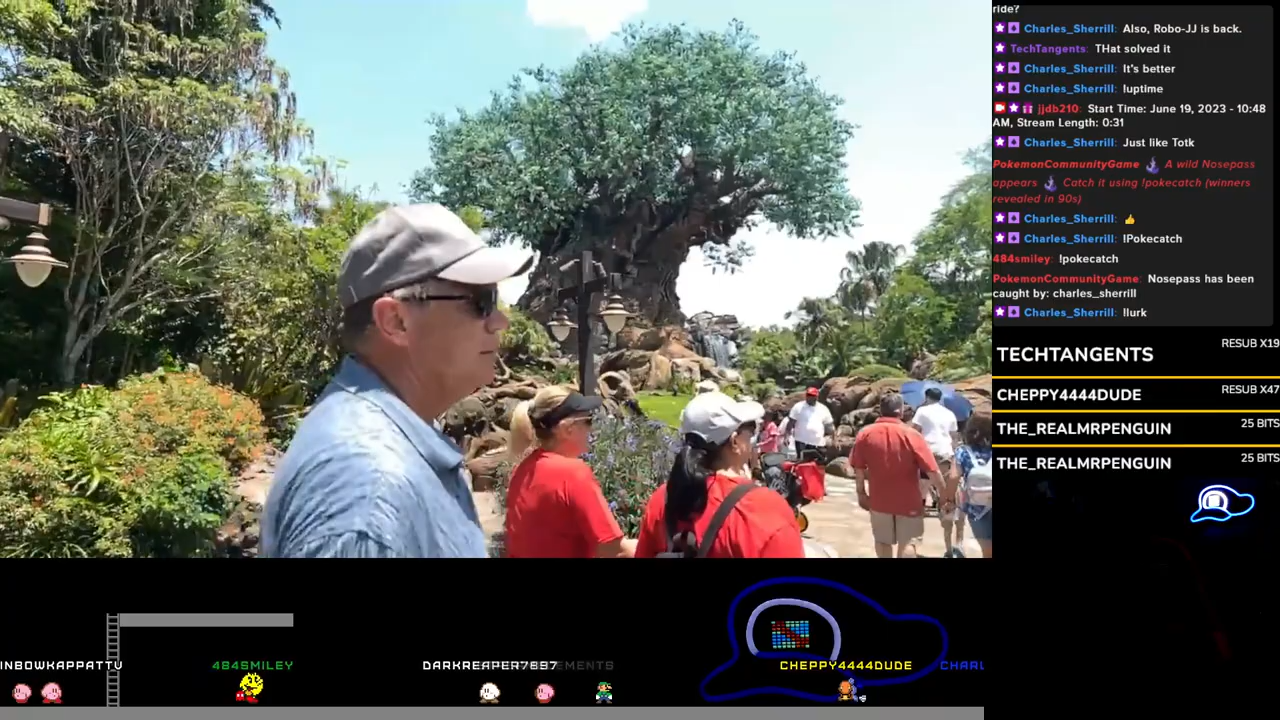 ride?
Charles_Sherrill: Also, Robo-JJ is back.
TechTangents: THat solved it
Charles_Sherrill: It's better
Charles_Sherrill: !uptime
jjdb210: Start Time: June 19, 2023 - 10:48
AM, Stream Length: 0:31
Charles_Sherrill: Just like Totk
PokemonCommunityGame A wild Nosepass
appears Catch it using !pokecatch (winners
revealed in 90s)
Charles_Sherrill: 👍
Charles_Sherrill: !Pokecatch
484smiley: !pokecatch
PokemonCommunityGame: Nosepass has been
caught by: charles_sherrill
Charles_Sherrill: !lurk
TECHTANGENTS RESUB X19
CHEPPY4444DUDE RESUB X47
THE_REALMRPENGUIN 25 BITS
THE_REALMRPENGUIN 25 BITS
INBOWKAPPATTV 484SMILEY DARKREAPER7897 EMENTS CHEPPY4444DUDE CHARL